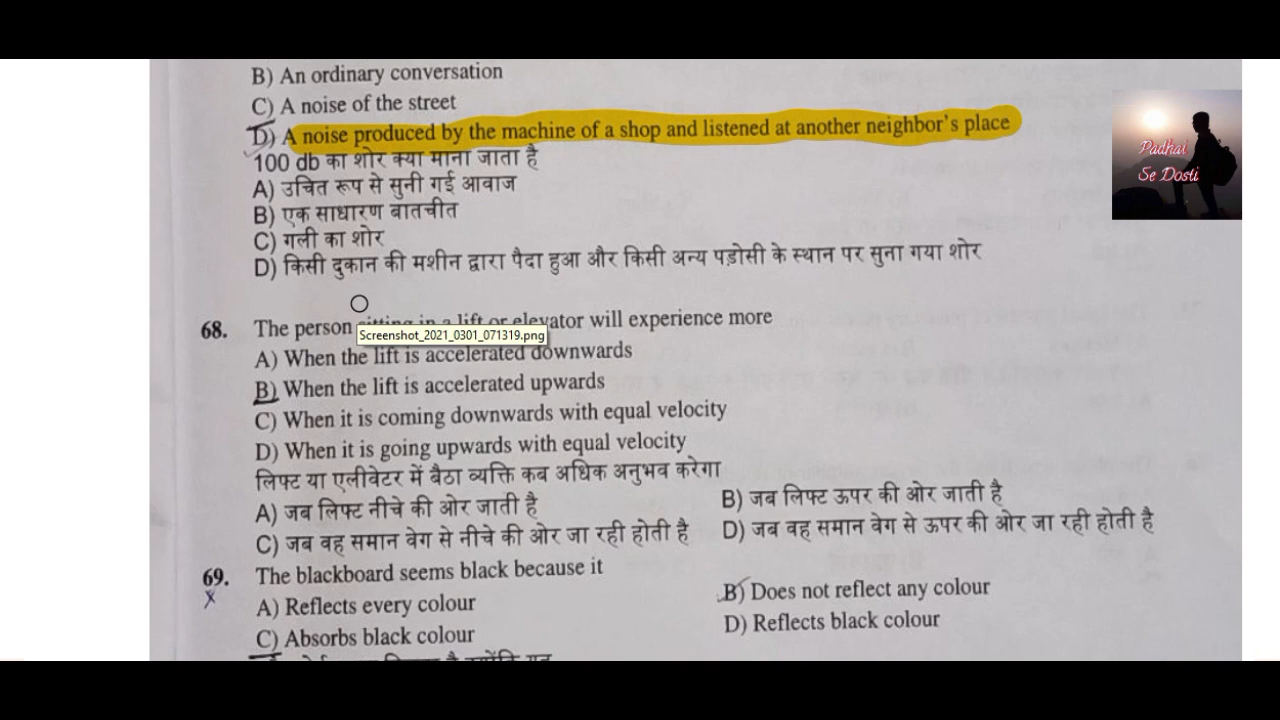 B) An ordinary conversation
C) A noise of the street
D) A noise produced by the machine of a shop and listened at another neighbor's place
100 db का शोर क्या माना जाता है
A) उचित रूप से सुनी गई आवाज
B) एक साधारण बातचीत
C) गली का शोर
D) किसी दुकान की मशीन द्वारा पैदा हुआ और किसी अन्य पड़ोसी के स्थान पर सुना गया शोर
Padhai
Se Dosti
68. The person sitting in a lift or elevator will experience more
Screenshot_2021_0301_071319.png
A) When the lift is accelerated downwards
B) When the lift is accelerated upwards
C) When it is coming downwards with equal velocity
D) When it is going upwards with equal velocity
लिफ्ट या एलीवेटर में बैठा व्यक्ति कब अधिक अनुभव करेगा
A) जब लिफ्ट नीचे की ओर जाती है B) जब लिफ्ट ऊपर की ओर जाती है
C) जब वह समान वेग से नीचे की ओर जा रही होती है D) जब वह समान वेग से ऊपर की ओर जा रही होती है
69. The blackboard seems black because it
A) Reflects every colour B) Does not reflect any colour
C) Absorbs black colour D) Reflects black colour